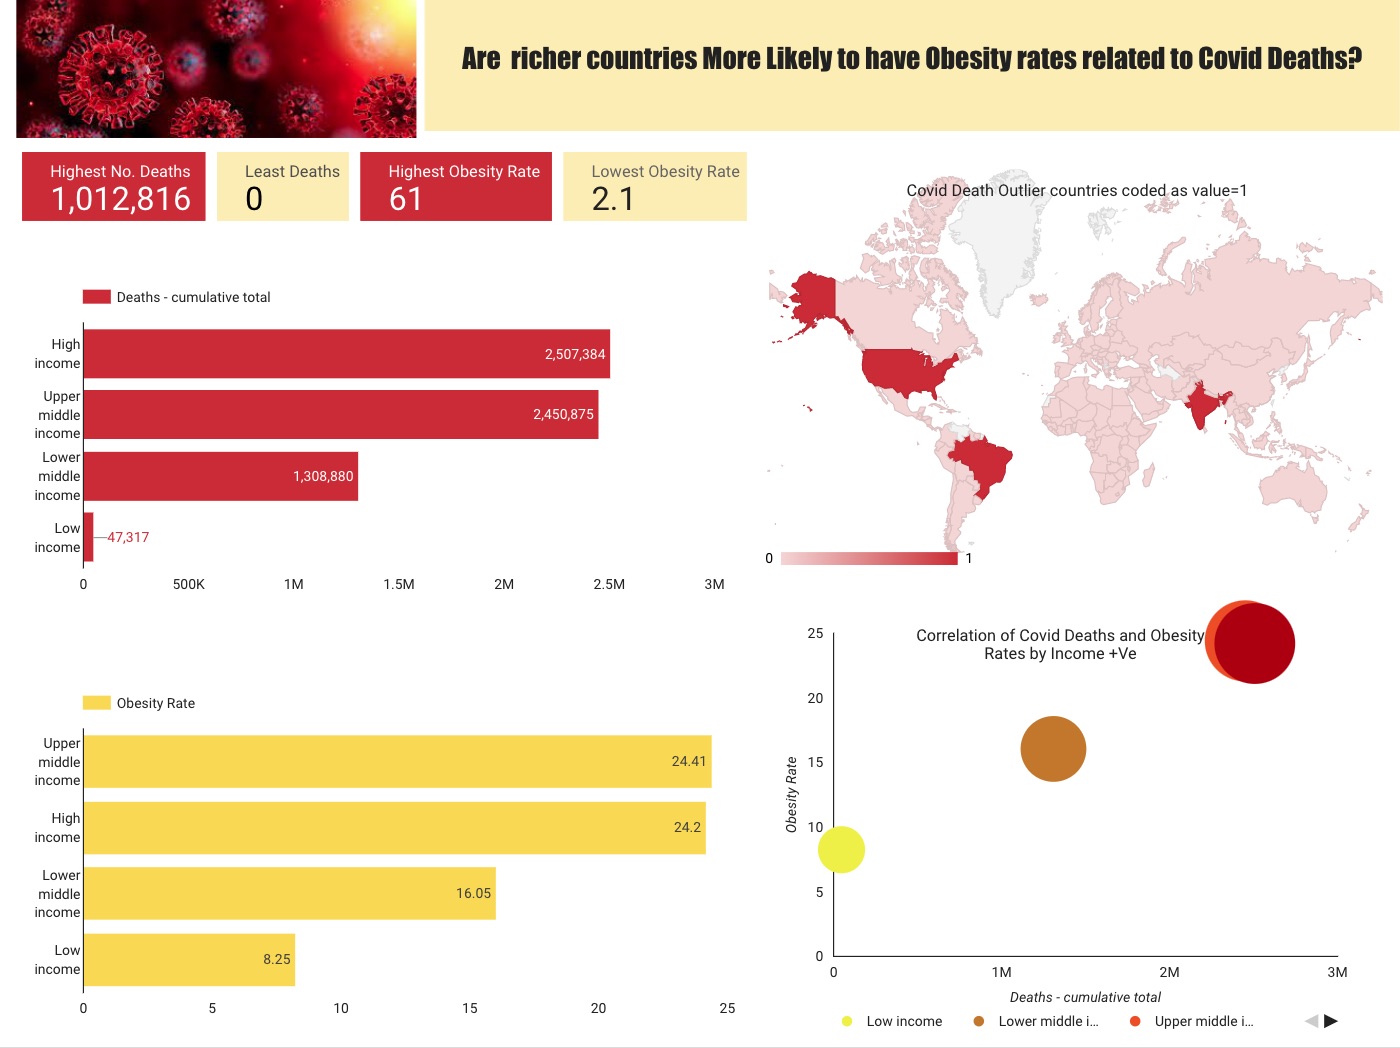 Are  richer countries More Likely to have Obesity rates related to Covid Deaths?
Highest No. Deaths
1,012,816
Least Deaths
0
Highest Obesity Rate
61
Lowest Obesity Rate
2.1
Covid Death Outlier countries coded as value=1
0
1
Deaths - cumulative total
High
income
2,507,384
Upper
middle
income
2,450,875
Lower
middle
income
1,308,880
Low
income
47,317
0 500K 1M 1.5M 2M 2.5M 3M
Obesity Rate
Upper
middle
income
24.41
High
income
24.2
Lower
middle
income
16.05
Low
income
8.25
0 5 10 15 20 25
Correlation of Covid Deaths and Obesity
Rates by Income +Ve
Obesity Rate
25
20
15
10
5
0
0 1M 2M 3M
Deaths - cumulative total
Low income Lower middle i... Upper middle i...